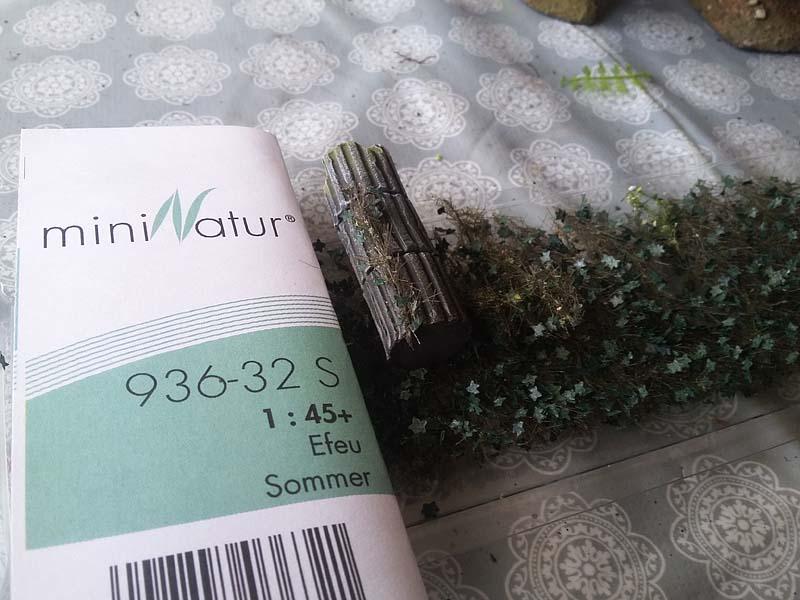 miniNatur®
936-32 S
1 : 45+
Efeu
Sommer